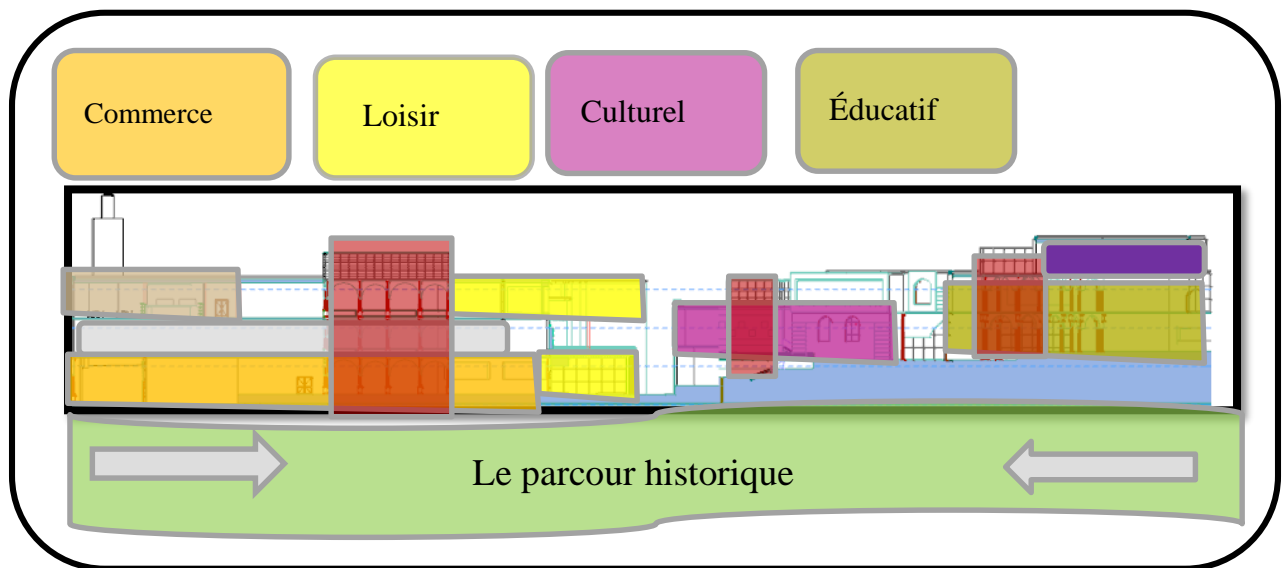 Commerce
Loisir
Culturel
Éducatif
Le parcour historique